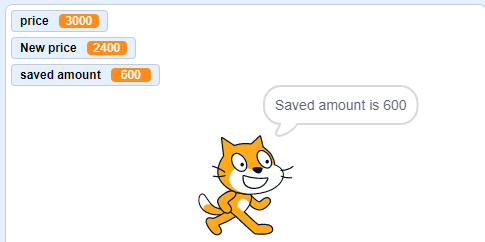 price 3000
New price 2400
saved amount 600
Saved amount is 600